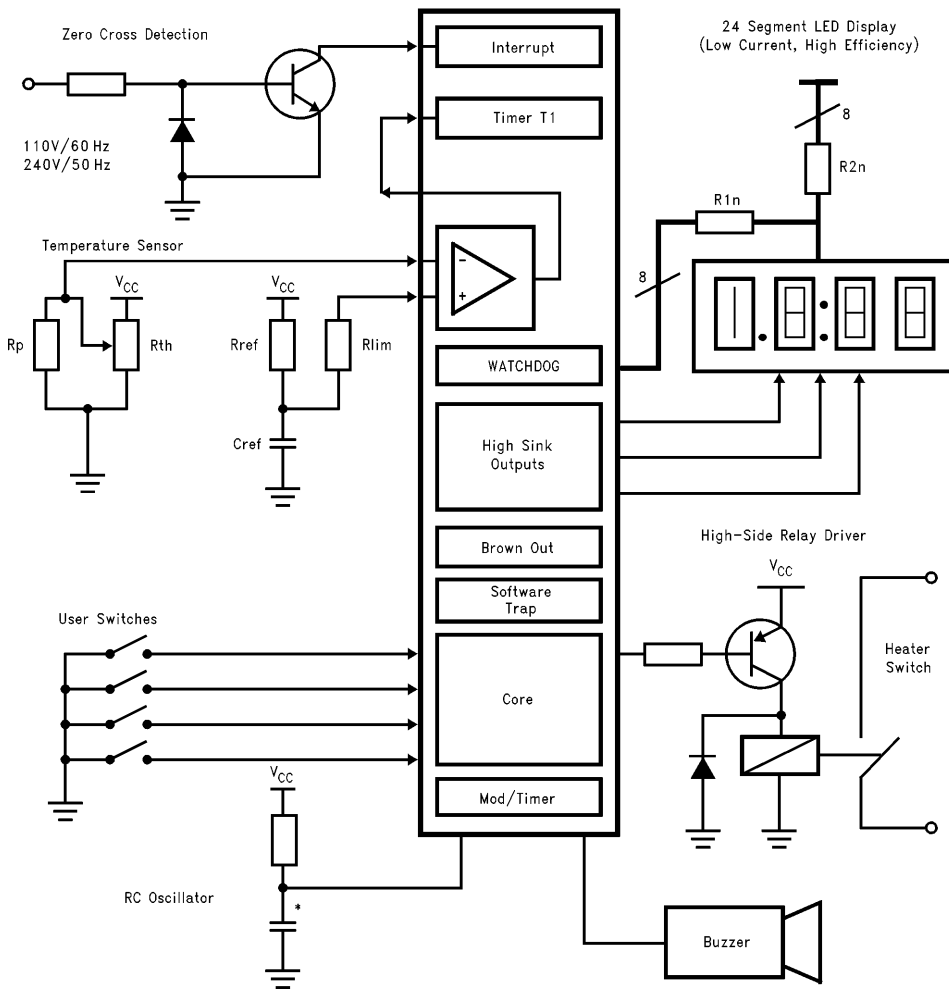 Zero Cross Detection
110V/60 Hz
240V/50 Hz
Interrupt
Timer T1
24 Segment LED Display
(Low Current, High Efficiency)
8
R2n
R1n
8
Temperature Sensor
VCC
Rp
Rth
VCC
Rref
Rlim
Cref
-
+
WATCHDOG
High Sink
Outputs
Brown Out
Software
Trap
Core
Mod/Timer
High-Side Relay Driver
VCC
Heater
Switch
User Switches
VCC
RC Oscillator
*
Buzzer